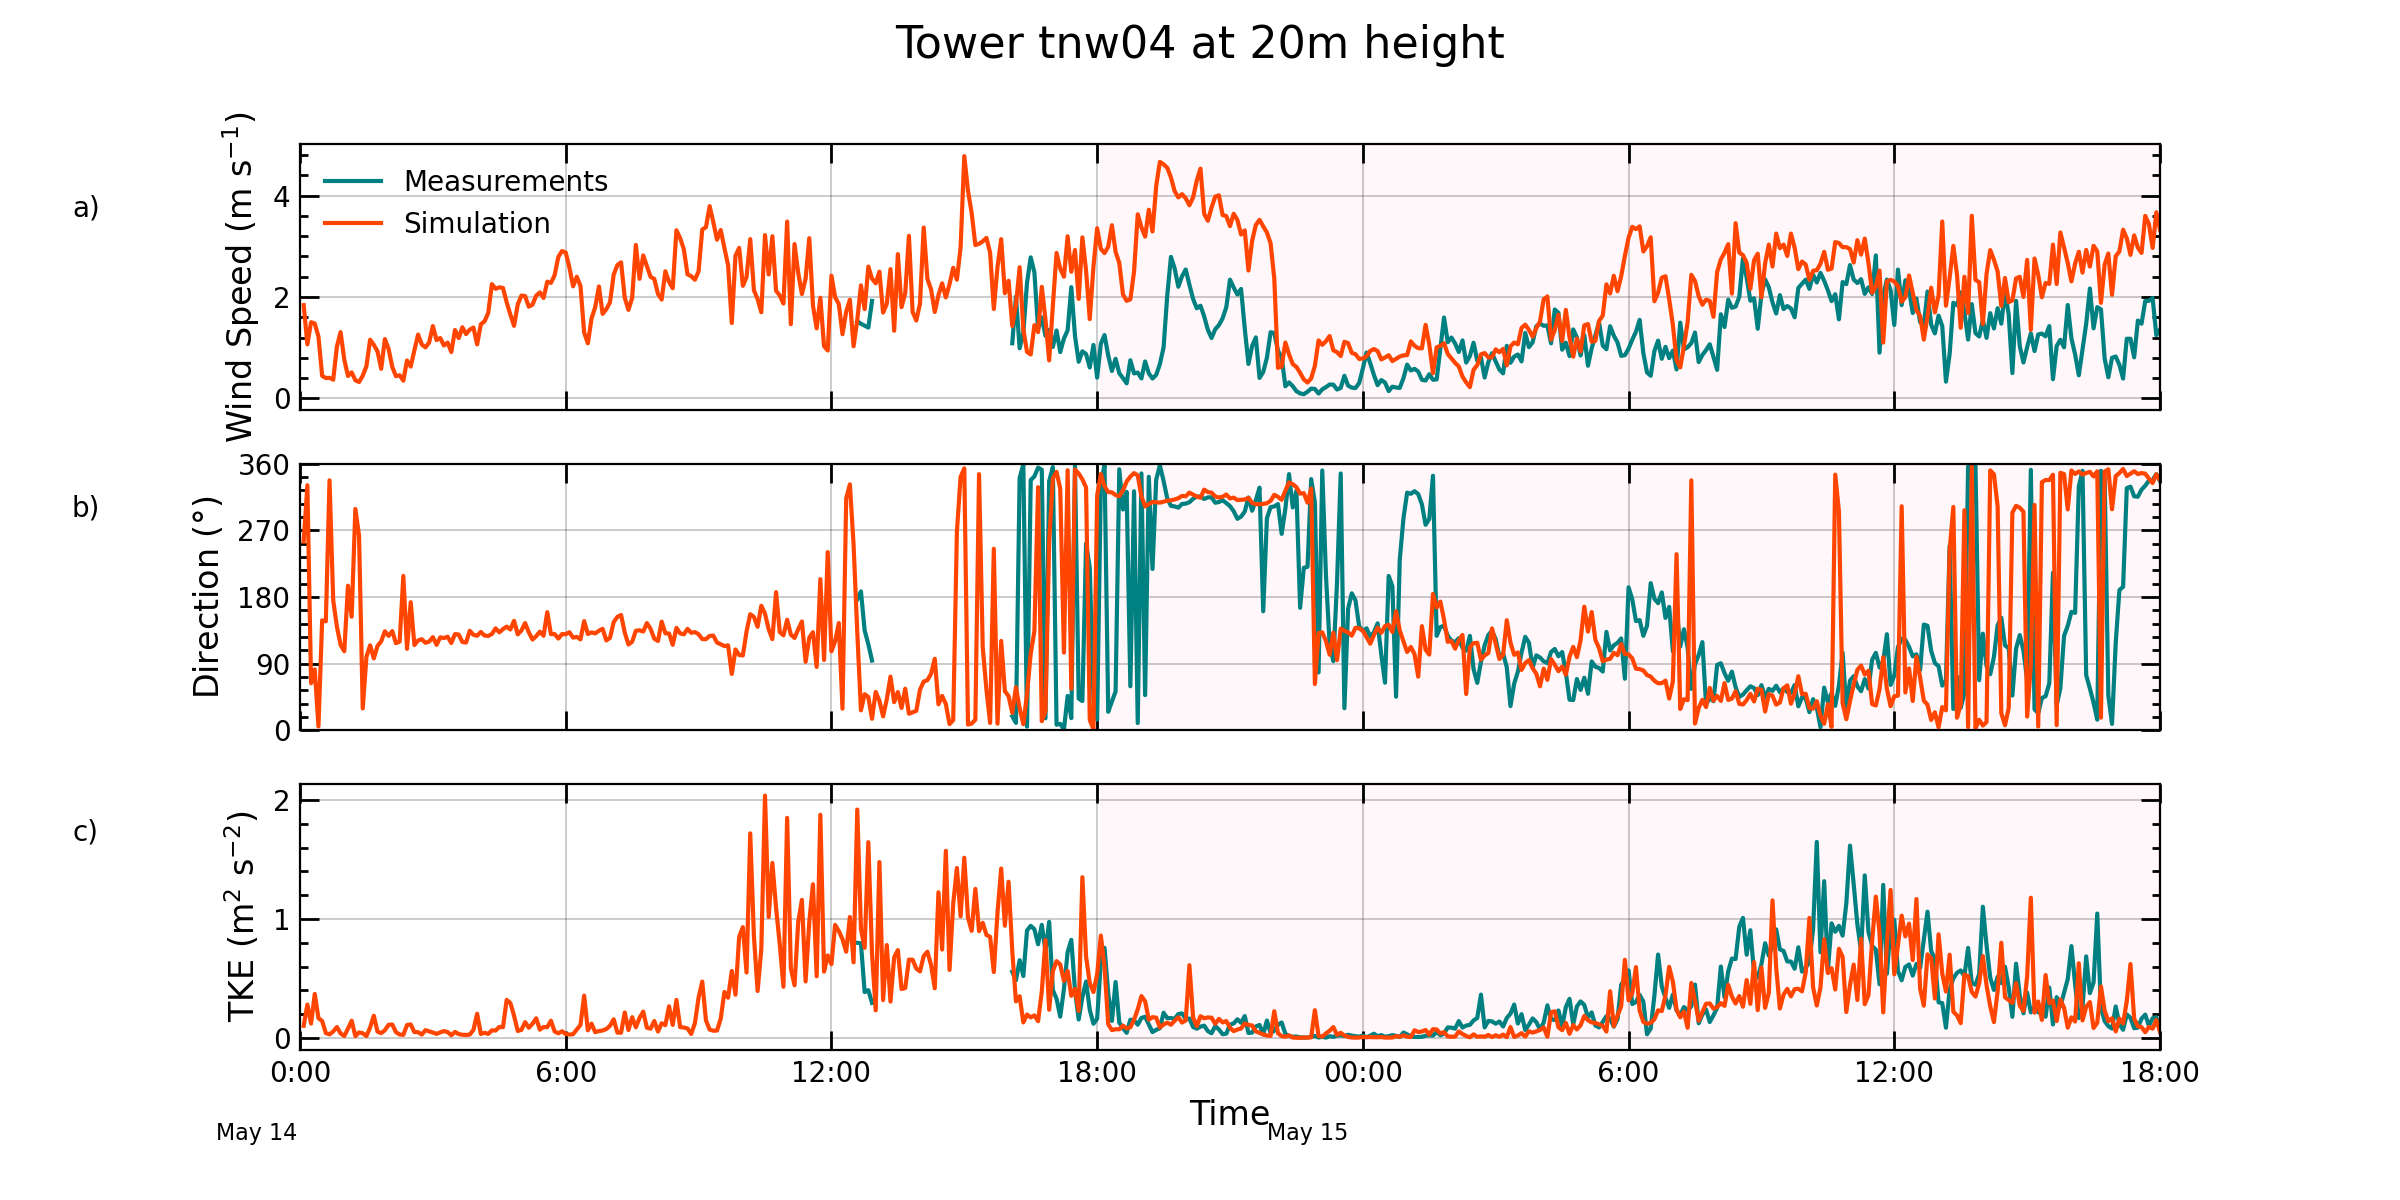 Tower tnw04 at 20m height
a)
Wind Speed (m s⁻¹)
4
2
0
Measurements
Simulation
b)
Direction (°)
360
270
180
90
0
c)
TKE (m² s⁻²)
2
1
0
0:00 6:00 12:00 18:00 00:00 6:00 12:00 18:00
Time
May 14 May 15